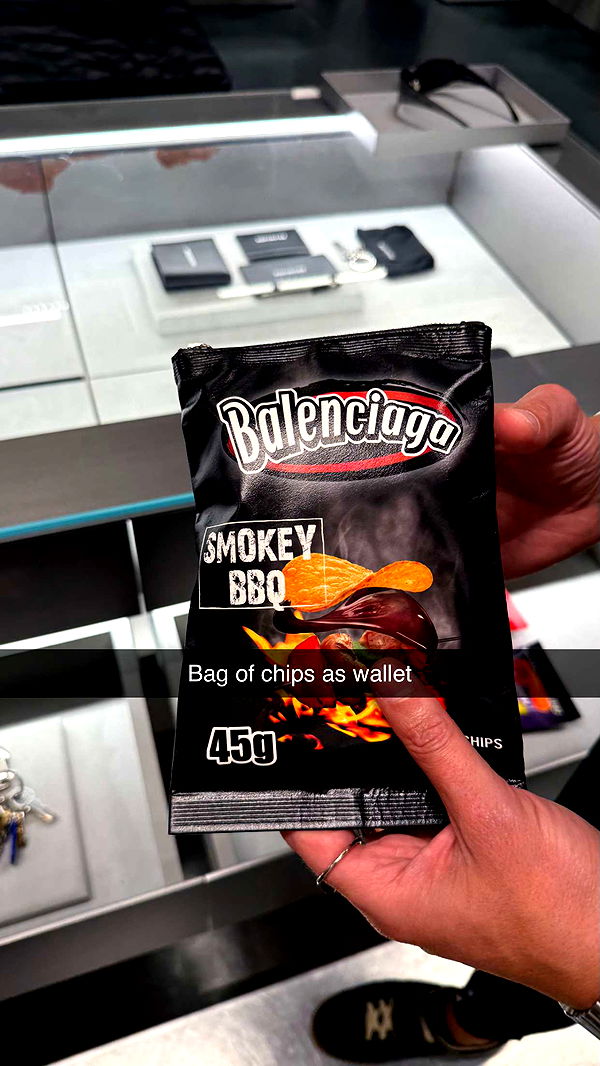 Balenciaga
SMOKEY
BBQ
Bag of chips as wallet
45g
CHIPS